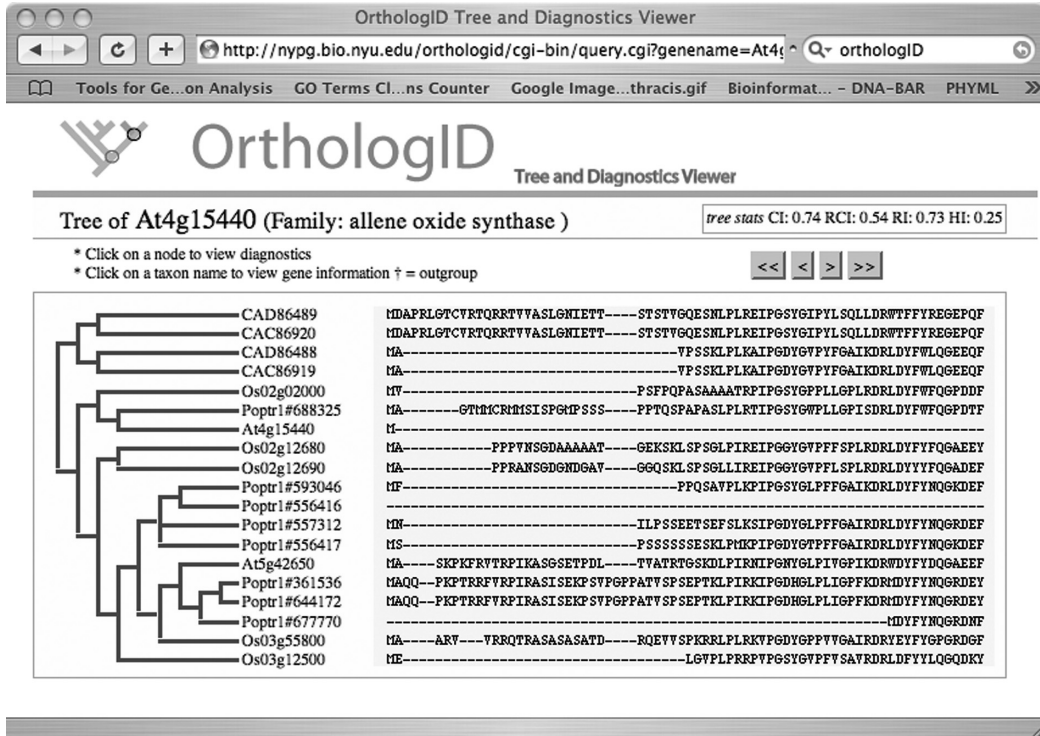 OrthologID Tree and Diagnostics Viewer
http://nypg.bio.nyu.edu/orthologid/cgi-bin/query.cgi?genename=At4g
orthologID
Tools for Ge...on Analysis GO Terms Cl...ns Counter Google Image...thracis.gif Bioinformat... – DNA-BAR PHYML
OrthologID Tree and Diagnostics Viewer
Tree of At4g15440 (Family: allene oxide synthase )
tree stats CI: 0.74 RCI: 0.54 RI: 0.73 HI: 0.25
* Click on a node to view diagnostics
* Click on a taxon name to view gene information † = outgroup
<< < > >>
CAD86489 MDAPRLGTCVRTQRRTVVASLGNIETT----STSTVGQESNLPLREIPGSYGIPYLSQLLDRWTFFYREGEPQF
CAC86920 MDAPRLGTCVRTQRRTVVASLGNIETT----STSTVGQESNLPLREIPGSYGIPYLSQLLDRWTFFYREGEPQF
CAD86488 MA----------------------------------VPSSKLPLKAIPGDYGVPYFGAIKDRLDYFWLQGEEQF
CAC86919 MA----------------------------------VPSSKLPLKAIPGDYGVPYFGAIKDRLDYFWLQGEEQF
Os02g02000 MV-----------------------------PSFPQPASAAAATRPIPGSYGPPLLGPLRDRLDYFWFQGPDDF
Poptr1#688325 MA-------GTMMCRMMSISPGMPSSS----PPTQSPAPASLPLRTIPGSYGWPLLGPISDRLDYFWFQGPDTF
At4g15440 M-------------------------------------------------------------------------
Os02g12680 MA-----------PPPVNSGDAAAAAT----GEKSKLSPSGLPIREIPGGYGVPFFSPLRDRLDYFYFQGAEEY
Os02g12690 MA-----------PPRANSGDGNDGAV----GGQSKLSPSGLLIREIPGGYGVPFLSPLRDRLDYYYFQGADEF
Poptr1#593046 MF----------------------------------PPQSAVPLKPIPGSYGLPFFGAIKDRLDYFYNQGKDEF
Poptr1#556416 --------------------------------------------------------------------------
Poptr1#557312 MN-----------------------------ILPSSEETSEFSLKSIPGDYGLPFFGAIRDRLDYFYNQGRDEF
Poptr1#556417 MS-----------------------------PSSSSSSESKLPMKPIPGDYGTPFFGAIRDRLDYFYNQGKDEF
At5g42650 MA----SKPKFRVTRPIKASGSETPDL----TVATRTGSKDLPIRNIPGNYGLPIVGPIKDRWDYFYDQGAEEF
Poptr1#361536 MAQQ--PKPTRRFVRPIRASISEKPSVPGPPATVSPSEPTKLPIRKIPGDHGLPLIGPFKDRMDYFYNQGRDEY
Poptr1#644172 MAQQ--PKPTRRFVRPIRASISEKPSVPGPPATVSPSEPTKLPIRKIPGDHGLPLIGPFKDRMDYFYNQGRDEY
Poptr1#677770 --------------------------------------------------------------MDYFYNQGRDNF
Os03g55800 MA----ARV---VRRQTRASASASATD----RQEVVSPKRRLPLRKVPGDYGPPVVGAIRDRYEYFYGPGRDGF
Os03g12500 ME-----------------------------------LGVPLPRRPVPGSYGVPFVSAVRDRLDFYYLQGQDKY